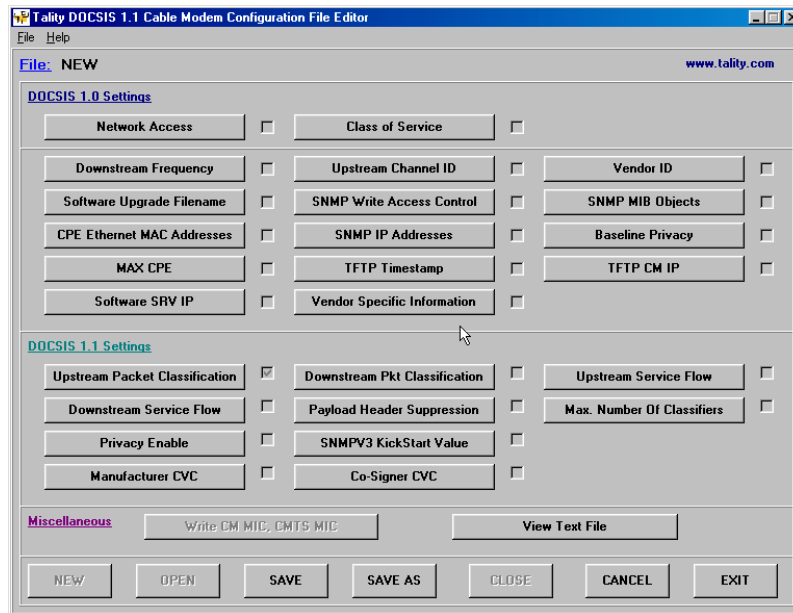 Tality DOCSIS 1.1 Cable Modem Configuration File Editor
File Help
File: NEW www.tality.com
DOCSIS 1.0 Settings
Network Access Class of Service
Downstream Frequency Upstream Channel ID Vendor ID
Software Upgrade Filename SNMP Write Access Control SNMP MIB Objects
CPE Ethernet MAC Addresses SNMP IP Addresses Baseline Privacy
MAX CPE TFTP Timestamp TFTP CM IP
Software SRV IP Vendor Specific Information
DOCSIS 1.1 Settings
Upstream Packet Classification Downstream Pkt Classification Upstream Service Flow
Downstream Service Flow Payload Header Suppression Max. Number Of Classifiers
Privacy Enable SNMPV3 KickStart Value
Manufacturer CVC Co-Signer CVC
Miscellaneous Write CM MIC, CMTS MIC View Text File
NEW OPEN SAVE SAVE AS CLOSE CANCEL EXIT